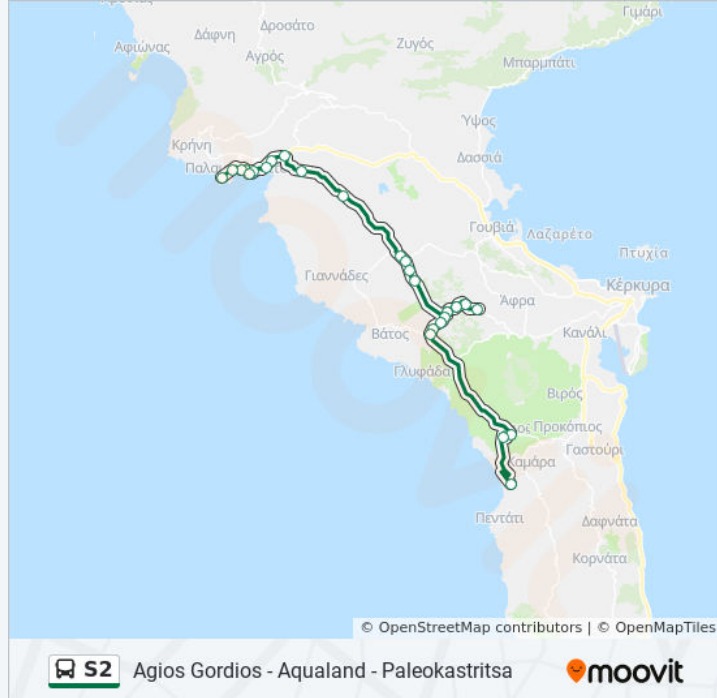 Γιμάρι
Δροσάτο
Δάφνη
Αφιώνας
Ζυγός
Αγρός
Μπαρμπάτι
Ύψος
Κρήνη
Δασσιά
Γουβιά
Λαζαρέτο
Πτυχία
Γιαννάδες
Κέρκυρα
Άφρα
Βάτος
Κανάλι
Γλυφάδα
Βιρός
Προκόπιος
Γαστούρι
Καμάρα
Πεντάτι
Δαφνάτα
Κορνάτα
© OpenStreetMap contributors | © OpenMapTiles
S2 Agios Gordios - Aqualand - Paleokastritsa
moovit